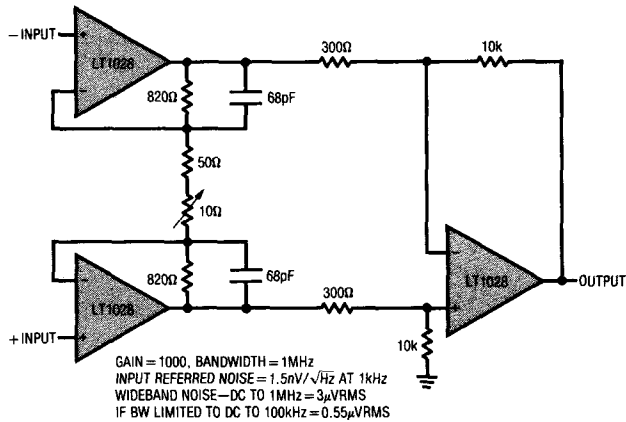 −INPUT
+
LT1028
−
820Ω
68pF
300Ω
10k
50Ω
10Ω
−
LT1028
+
820Ω
68pF
300Ω
−
LT1028
+
OUTPUT
+INPUT
10k
GAIN = 1000, BANDWIDTH = 1MHz
INPUT REFERRED NOISE = 1.5nV/√Hz AT 1kHz
WIDEBAND NOISE—DC TO 1MHz = 3µVRMS
IF BW LIMITED TO DC TO 100kHz = 0.55µVRMS